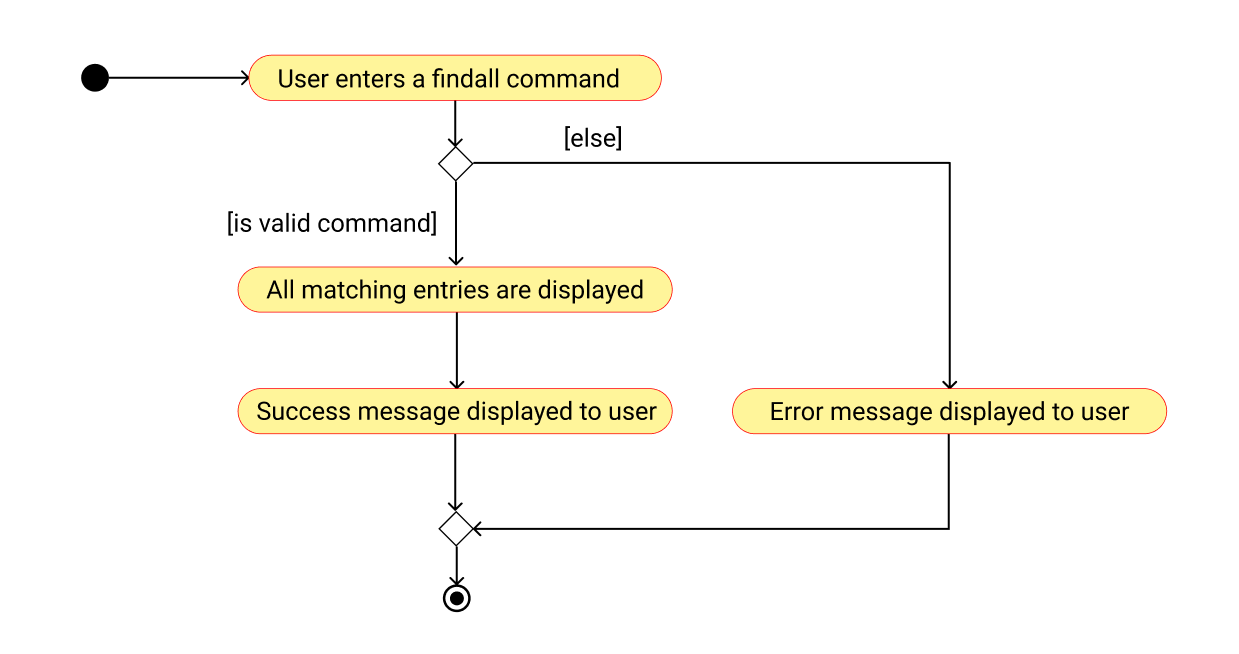 User enters a findall command
[else]
[is valid command]
All matching entries are displayed
Success message displayed to user
Error message displayed to user